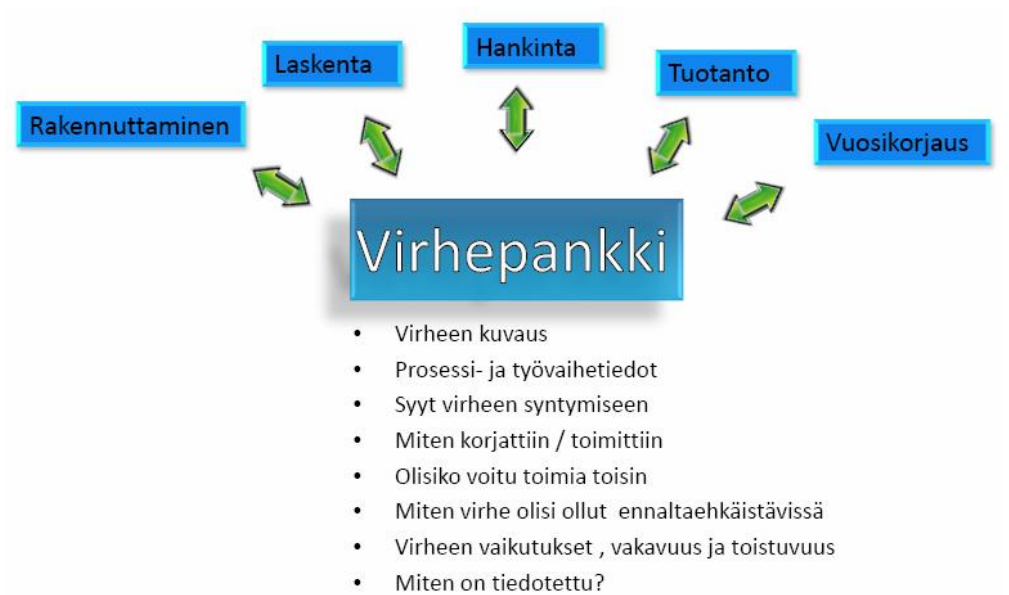 Rakennuttaminen
Laskenta
Hankinta
Tuotanto
Vuosikorjaus
Virhepankki
• Virheen kuvaus
• Prosessi- ja työvaihetiedot
• Syyt virheen syntymiseen
• Miten korjattiin / toimittiin
• Olisiko voitu toimia toisin
• Miten virhe olisi ollut ennaltaehkäistävissä
• Virheen vaikutukset , vakavuus ja toistuvuus
• Miten on tiedotettu?